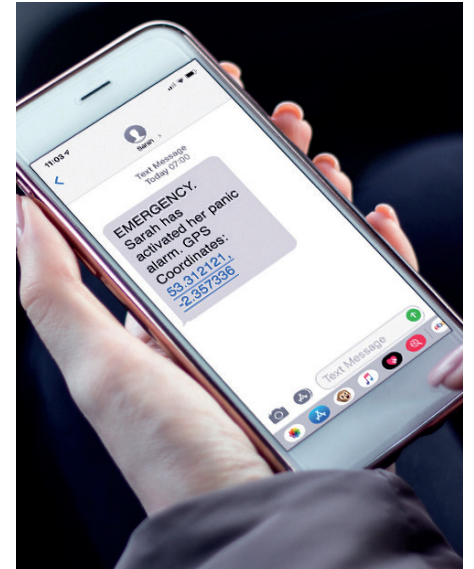 11:03
Sarah >
Text Message
Today 07:00
EMERGENCY.
Sarah has
activated her panic
alarm. GPS
Coordinates:
53.312121 ,
-2.357336
Text Message